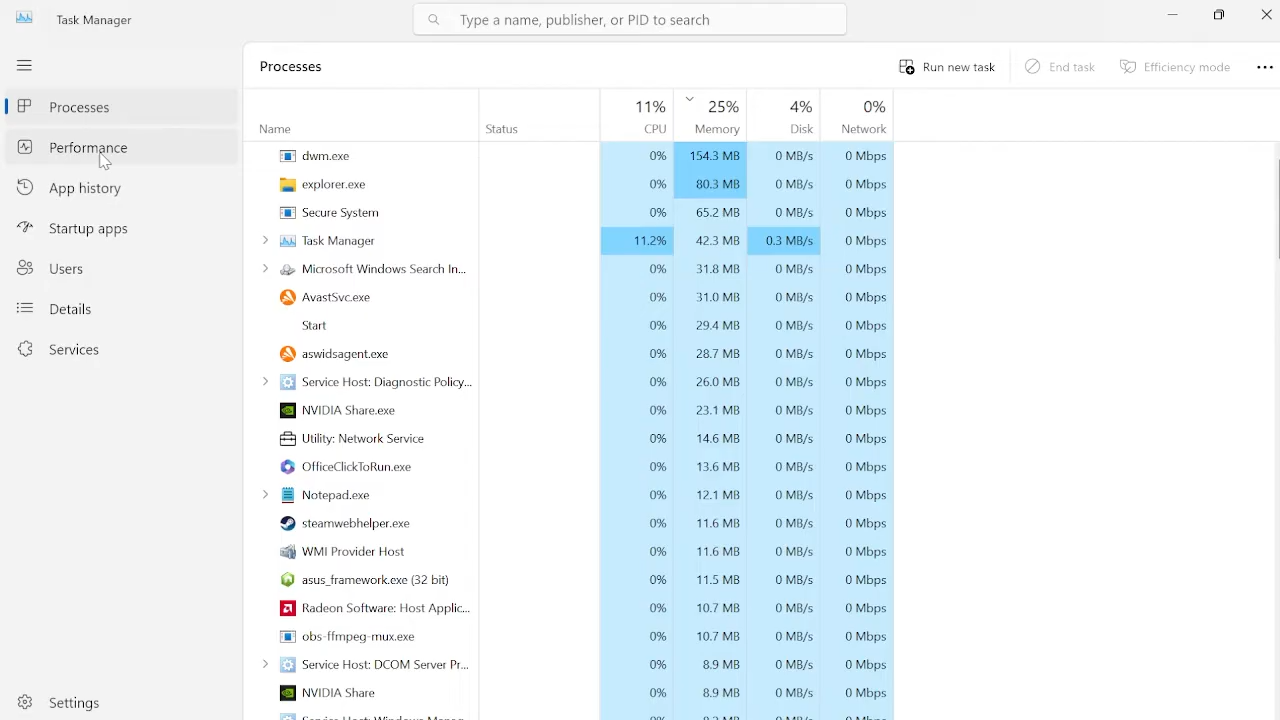 Task Manager
Type a name, publisher, or PID to search
Processes
Run new task
End task
Efficiency mode
Processes
Performance
App history
Startup apps
Users
Details
Services
Settings
11% 25% 4% 0%
Name Status CPU Memory Disk Network
dwm.exe 0% 154.3 MB 0 MB/s 0 Mbps
explorer.exe 0% 80.3 MB 0 MB/s 0 Mbps
Secure System 0% 65.2 MB 0 MB/s 0 Mbps
Task Manager 11.2% 42.3 MB 0.3 MB/s 0 Mbps
Microsoft Windows Search In... 0% 31.8 MB 0 MB/s 0 Mbps
AvastSvc.exe 0% 31.0 MB 0 MB/s 0 Mbps
Start 0% 29.4 MB 0 MB/s 0 Mbps
aswidsagent.exe 0% 28.7 MB 0 MB/s 0 Mbps
Service Host: Diagnostic Policy... 0% 26.0 MB 0 MB/s 0 Mbps
NVIDIA Share.exe 0% 23.1 MB 0 MB/s 0 Mbps
Utility: Network Service 0% 14.6 MB 0 MB/s 0 Mbps
OfficeClickToRun.exe 0% 13.6 MB 0 MB/s 0 Mbps
Notepad.exe 0% 12.1 MB 0 MB/s 0 Mbps
steamwebhelper.exe 0% 11.6 MB 0 MB/s 0 Mbps
WMI Provider Host 0% 11.6 MB 0 MB/s 0 Mbps
asus_framework.exe (32 bit) 0% 11.5 MB 0 MB/s 0 Mbps
Radeon Software: Host Applic... 0% 10.7 MB 0 MB/s 0 Mbps
obs-ffmpeg-mux.exe 0% 10.7 MB 0 MB/s 0 Mbps
Service Host: DCOM Server Pr... 0% 8.9 MB 0 MB/s 0 Mbps
NVIDIA Share 0% 8.9 MB 0 MB/s 0 Mbps